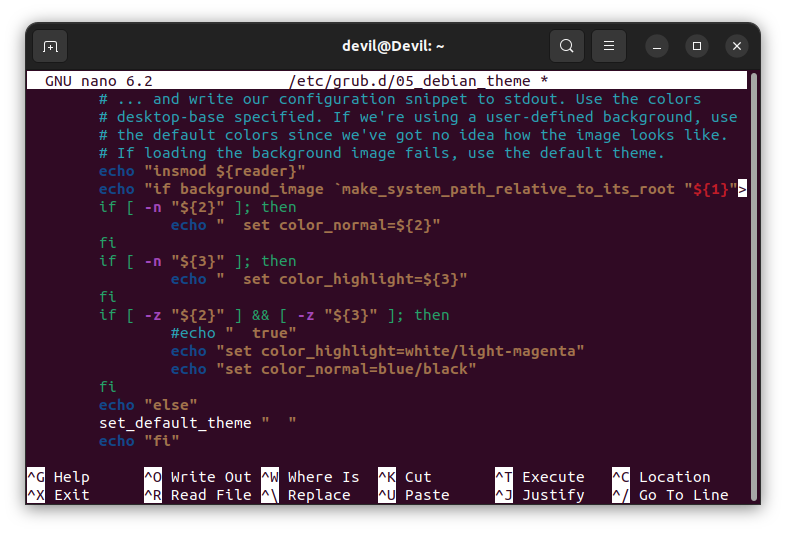 devil@Devil: ~
GNU nano 6.2 /etc/grub.d/05_debian_theme *
# ... and write our configuration snippet to stdout. Use the colors
# desktop-base specified. If we're using a user-defined background, use
# the default colors since we've got no idea how the image looks like.
# If loading the background image fails, use the default theme.
echo "insmod ${reader}"
echo "if background_image `make_system_path_relative_to_its_root "${1}">
if [ -n "${2}" ]; then
echo "  set color_normal=${2}"
fi
if [ -n "${3}" ]; then
echo "  set color_highlight=${3}"
fi
if [ -z "${2}" ] && [ -z "${3}" ]; then
#echo "  true"
echo "set color_highlight=white/light-magenta"
echo "set color_normal=blue/black"
fi
echo "else"
set_default_theme "  "
echo "fi"
^G Help ^O Write Out ^W Where Is ^K Cut ^T Execute ^C Location
^X Exit ^R Read File ^\ Replace ^U Paste ^J Justify ^/ Go To Line